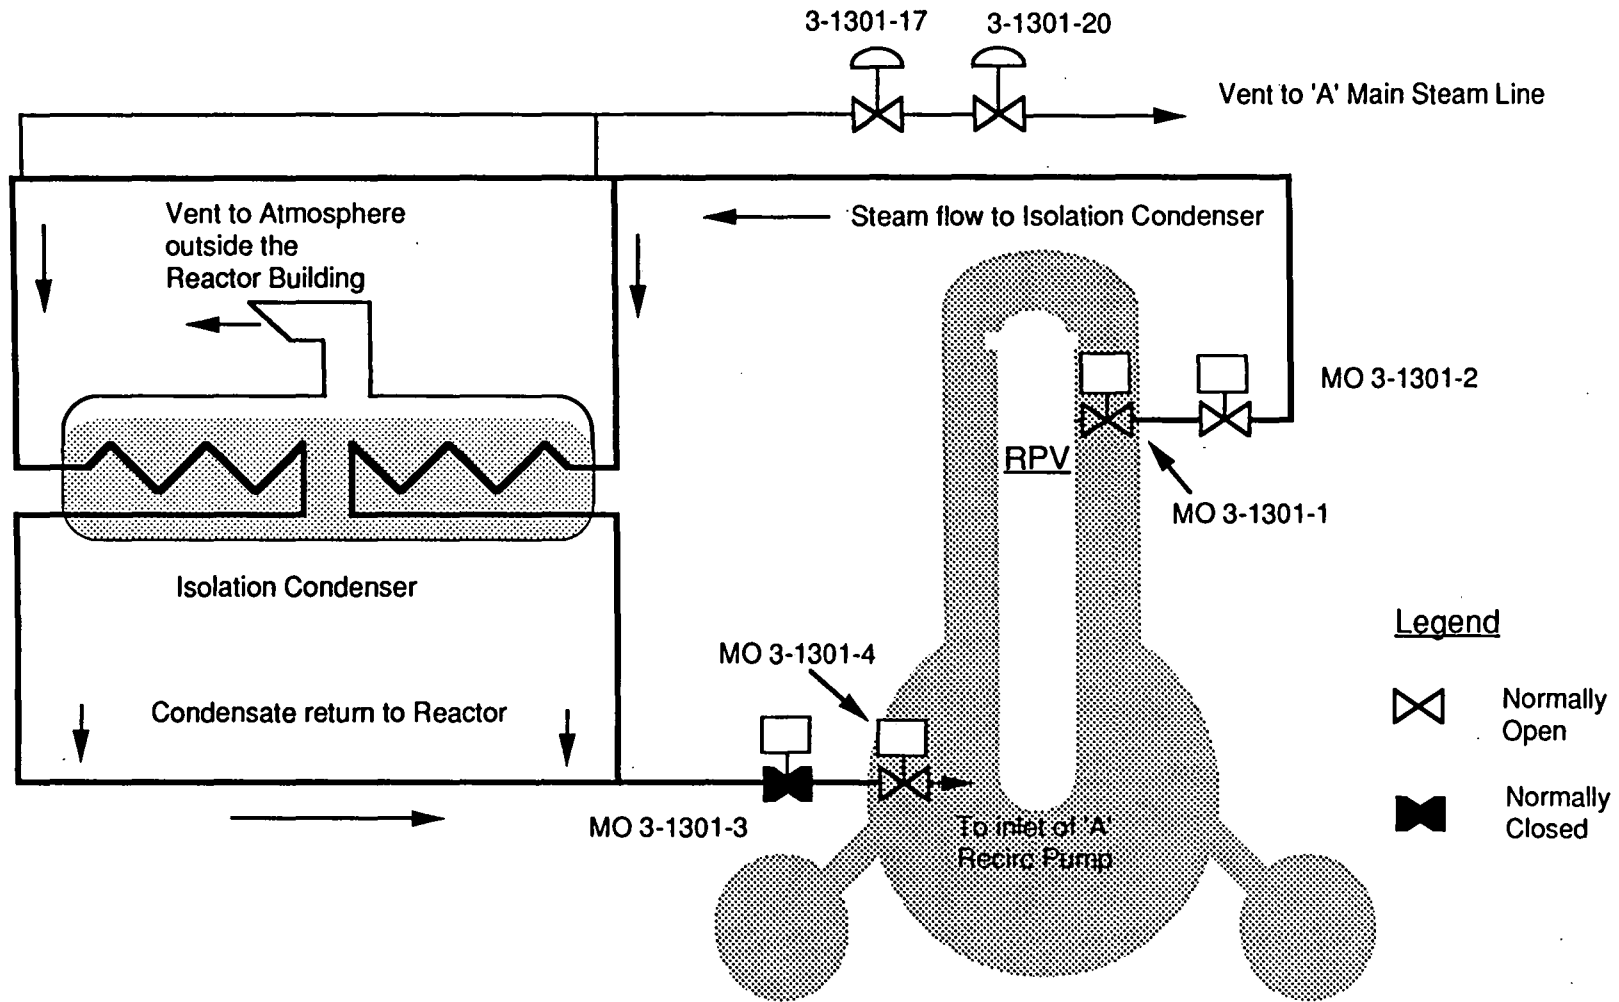 3-1301-17
3-1301-20
Vent to 'A' Main Steam Line
Vent to Atmosphere
outside the
Reactor Building
Steam flow to Isolation Condenser
MO 3-1301-2
RPV
MO 3-1301-1
Isolation Condenser
Legend
MO 3-1301-4
Normally
Open
Condensate return to Reactor
Normally
Closed
MO 3-1301-3
To inlet of 'A'
Recirc Pump